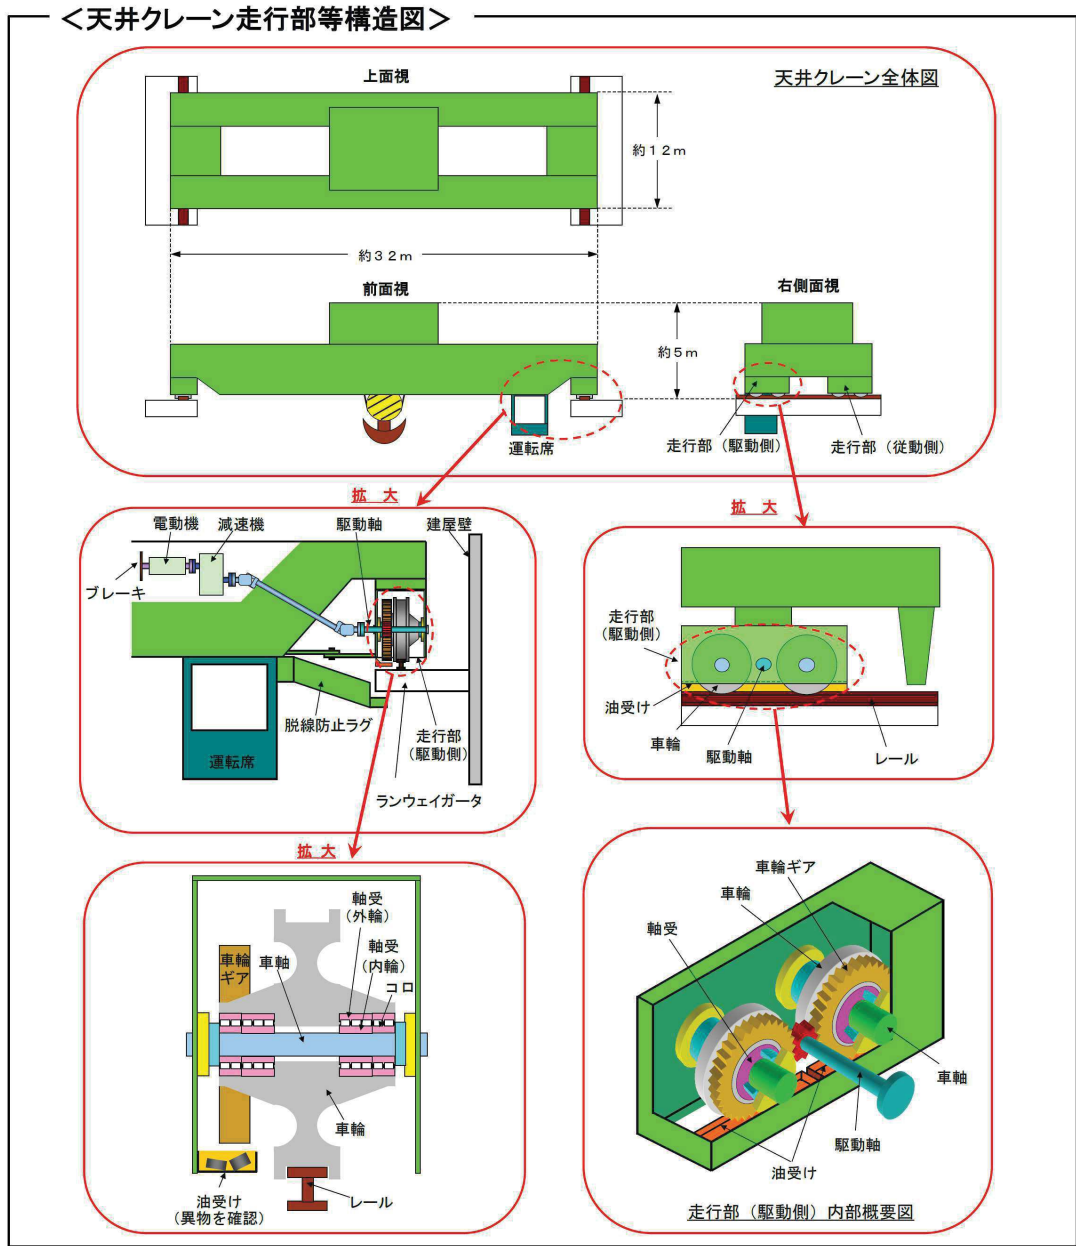 ＜天井クレーン走行部等構造図＞
上面視
天井クレーン全体図
約１２ｍ
約３２ｍ
前面視
右側面視
約５ｍ
運転席
走行部（駆動側）
走行部（従動側）
拡　大
拡　大
電動機
減速機
駆動軸
建屋壁
ブレーキ
脱線防止ラグ
走行部
（駆動側）
運転席
ランウェイガータ
走行部
（駆動側）
油受け
車輪
駆動軸
レール
拡　大
軸受
（外輪）
軸受
（内輪）
コロ
車輪
ギア
車軸
車輪
油受け
（異物を確認）
レール
車輪ギア
車輪
軸受
車軸
駆動軸
油受け
走行部（駆動側）内部概要図